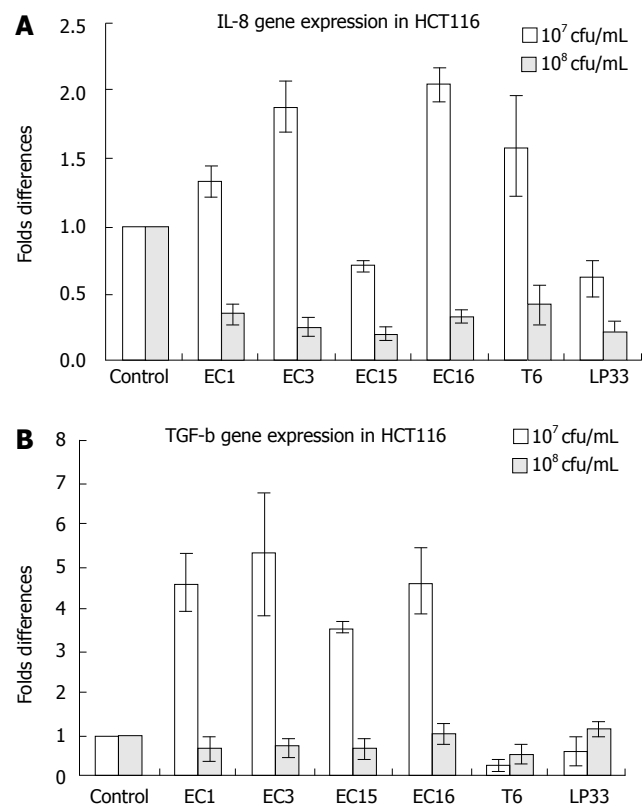 A
IL-8 gene expression in HCT116
10⁷ cfu/mL
10⁸ cfu/mL
Folds differences
2.5
2.0
1.5
1.0
0.5
0.0
Control EC1 EC3 EC15 EC16 T6 LP33
B
TGF-b gene expression in HCT116
10⁷ cfu/mL
10⁸ cfu/mL
Folds differences
8
7
6
5
4
3
2
1
0
Control EC1 EC3 EC15 EC16 T6 LP33